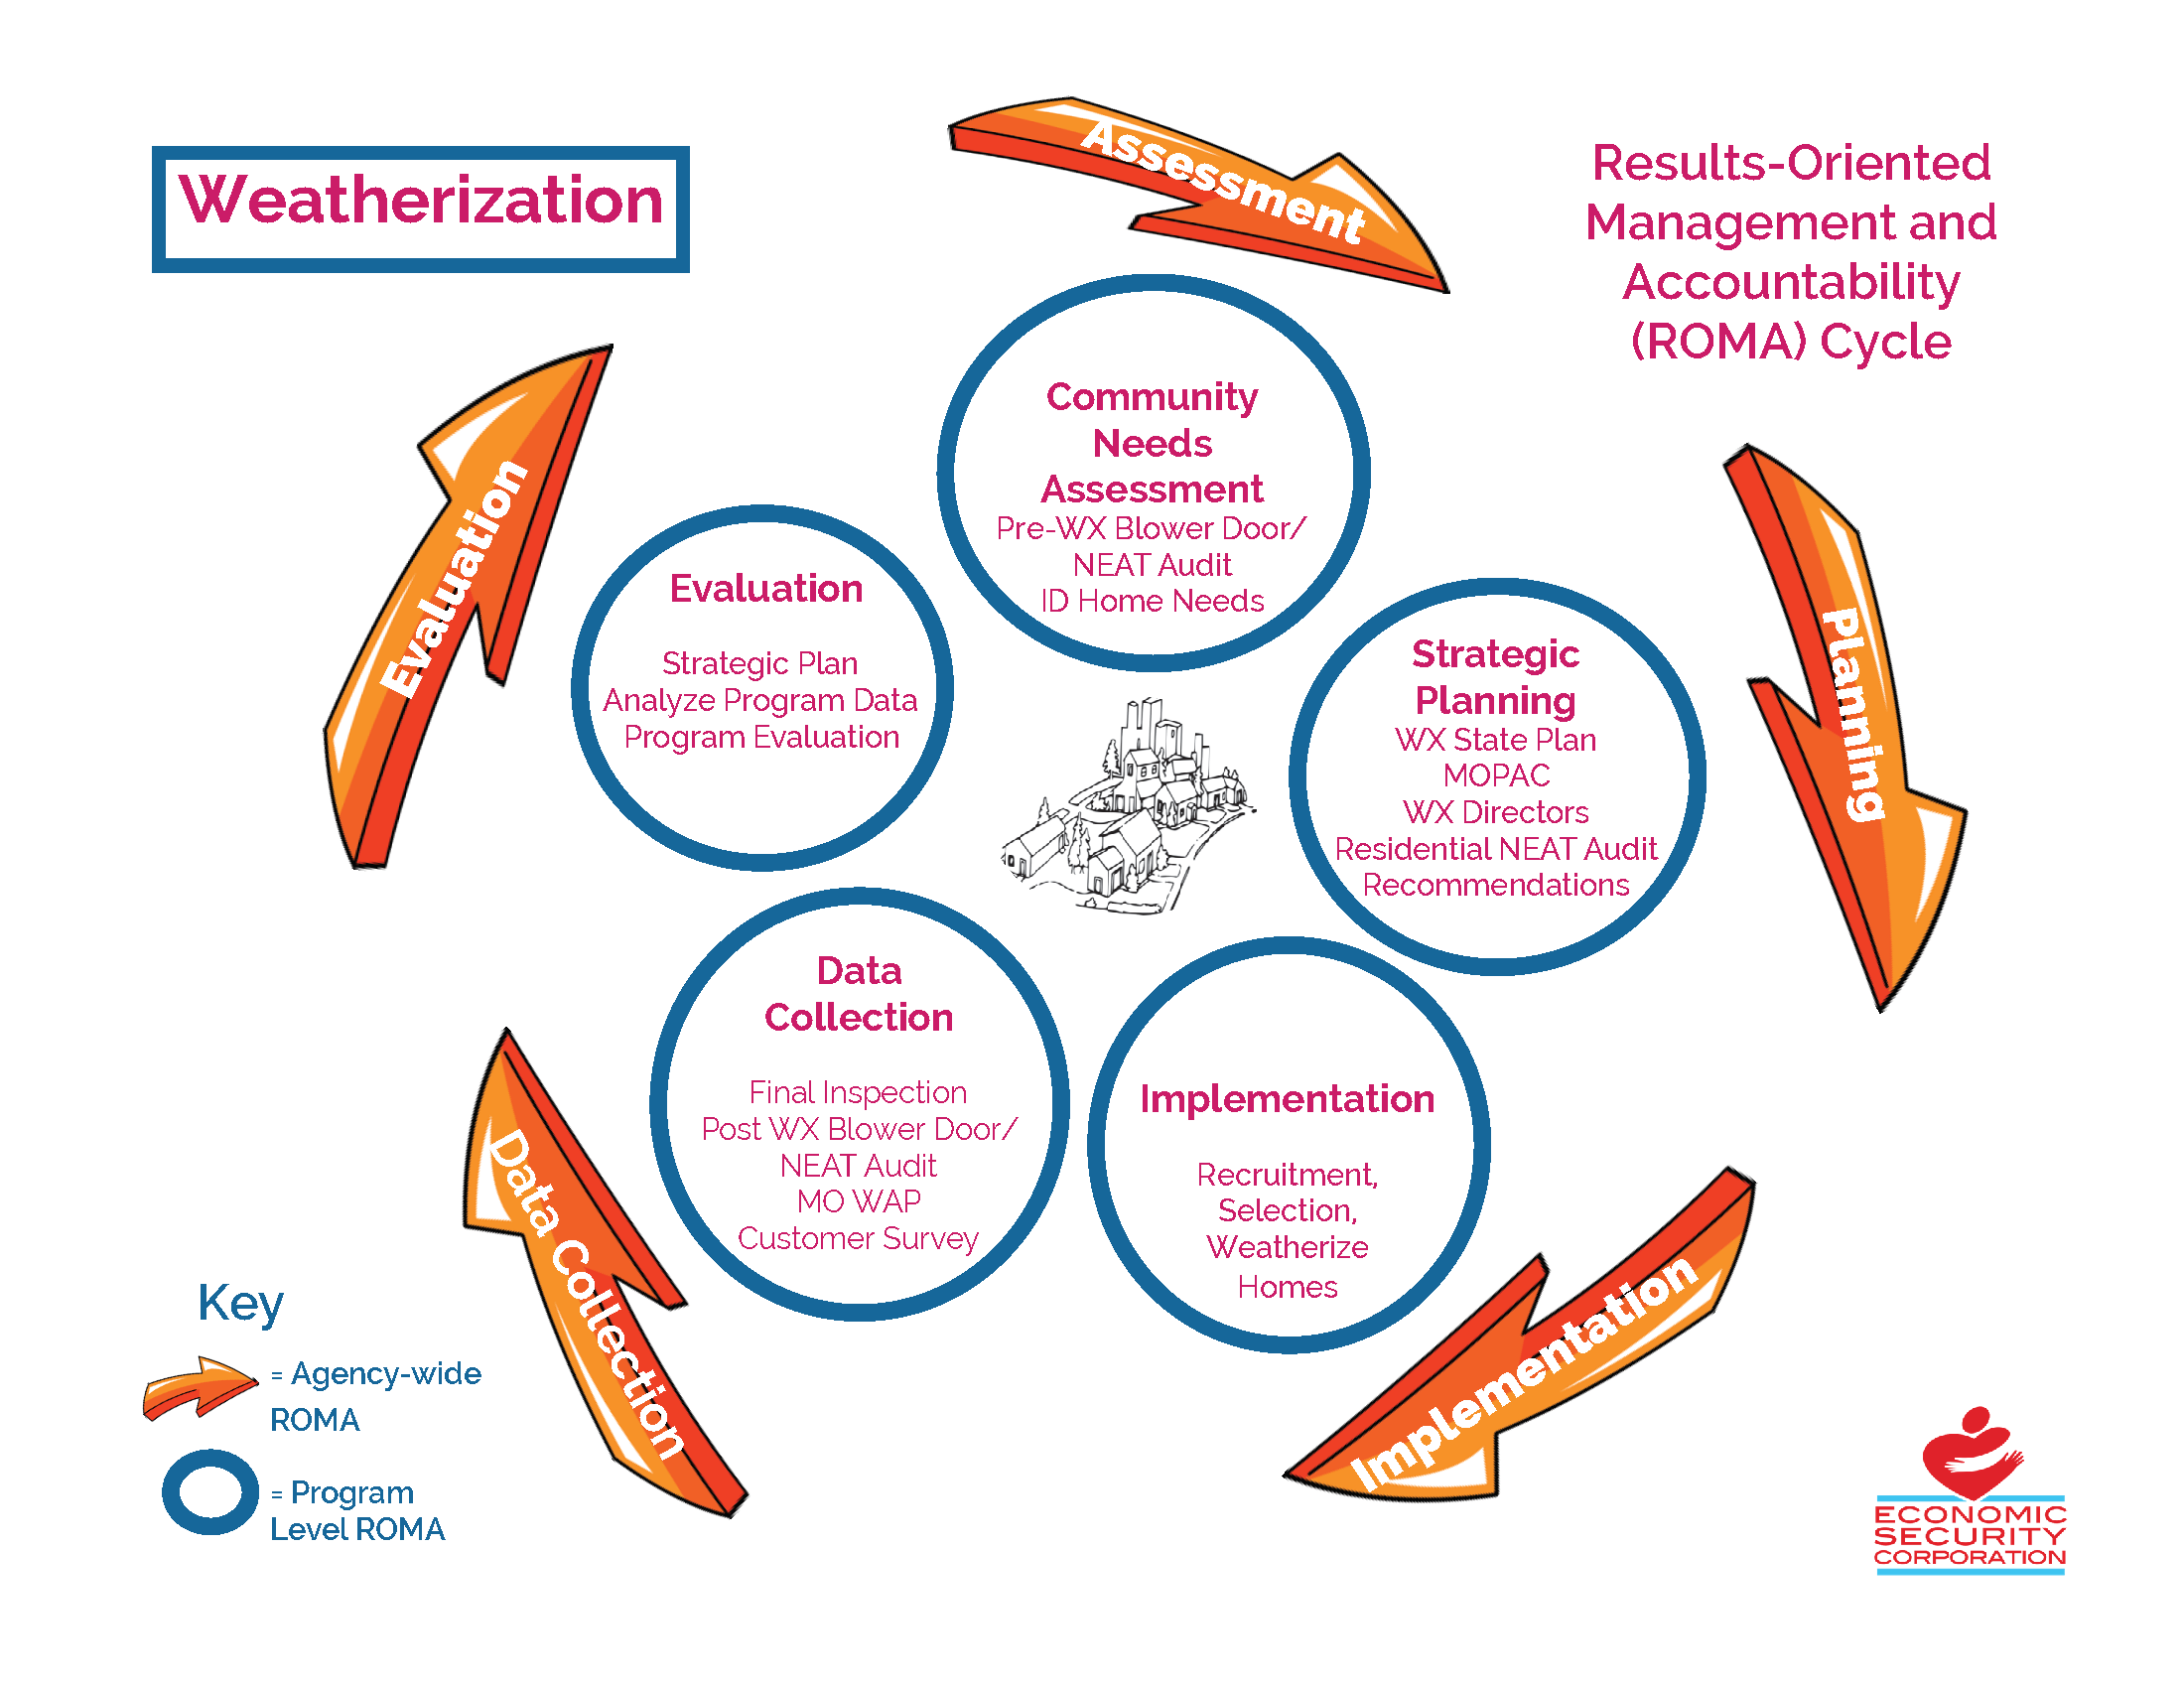 Weatherization
Assessment
Results-Oriented
Management and
Accountability
(ROMA) Cycle
Community
Needs
Assessment
Pre-WX Blower Door/
NEAT Audit
ID Home Needs
Planning
Strategic
Planning
WX State Plan
MOPAC
WX Directors
Residential NEAT Audit
Recommendations
Implementation
Implementation
Recruitment,
Selection,
Weatherize
Homes
Data Collection
Data
Collection
Final Inspection
Post WX Blower Door/
NEAT Audit
MO WAP
Customer Survey
Evaluation
Evaluation
Strategic Plan
Analyze Program Data
Program Evaluation
Key
= Agency-wide
ROMA
= Program
Level ROMA
ECONOMIC
SECURITY
CORPORATION